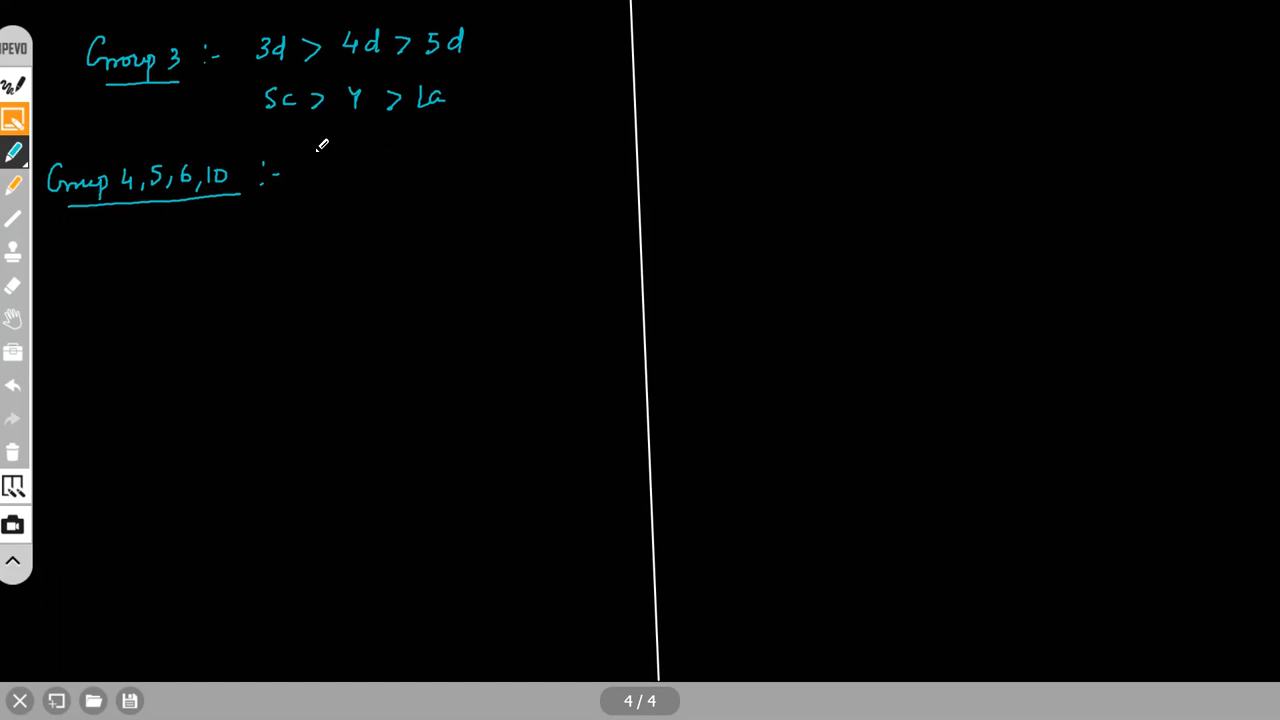 Group 3 :- 3d > 4d > 5d
Sc > Y > La
Group 4,5,6,10 :-
IPEVO
4 / 4